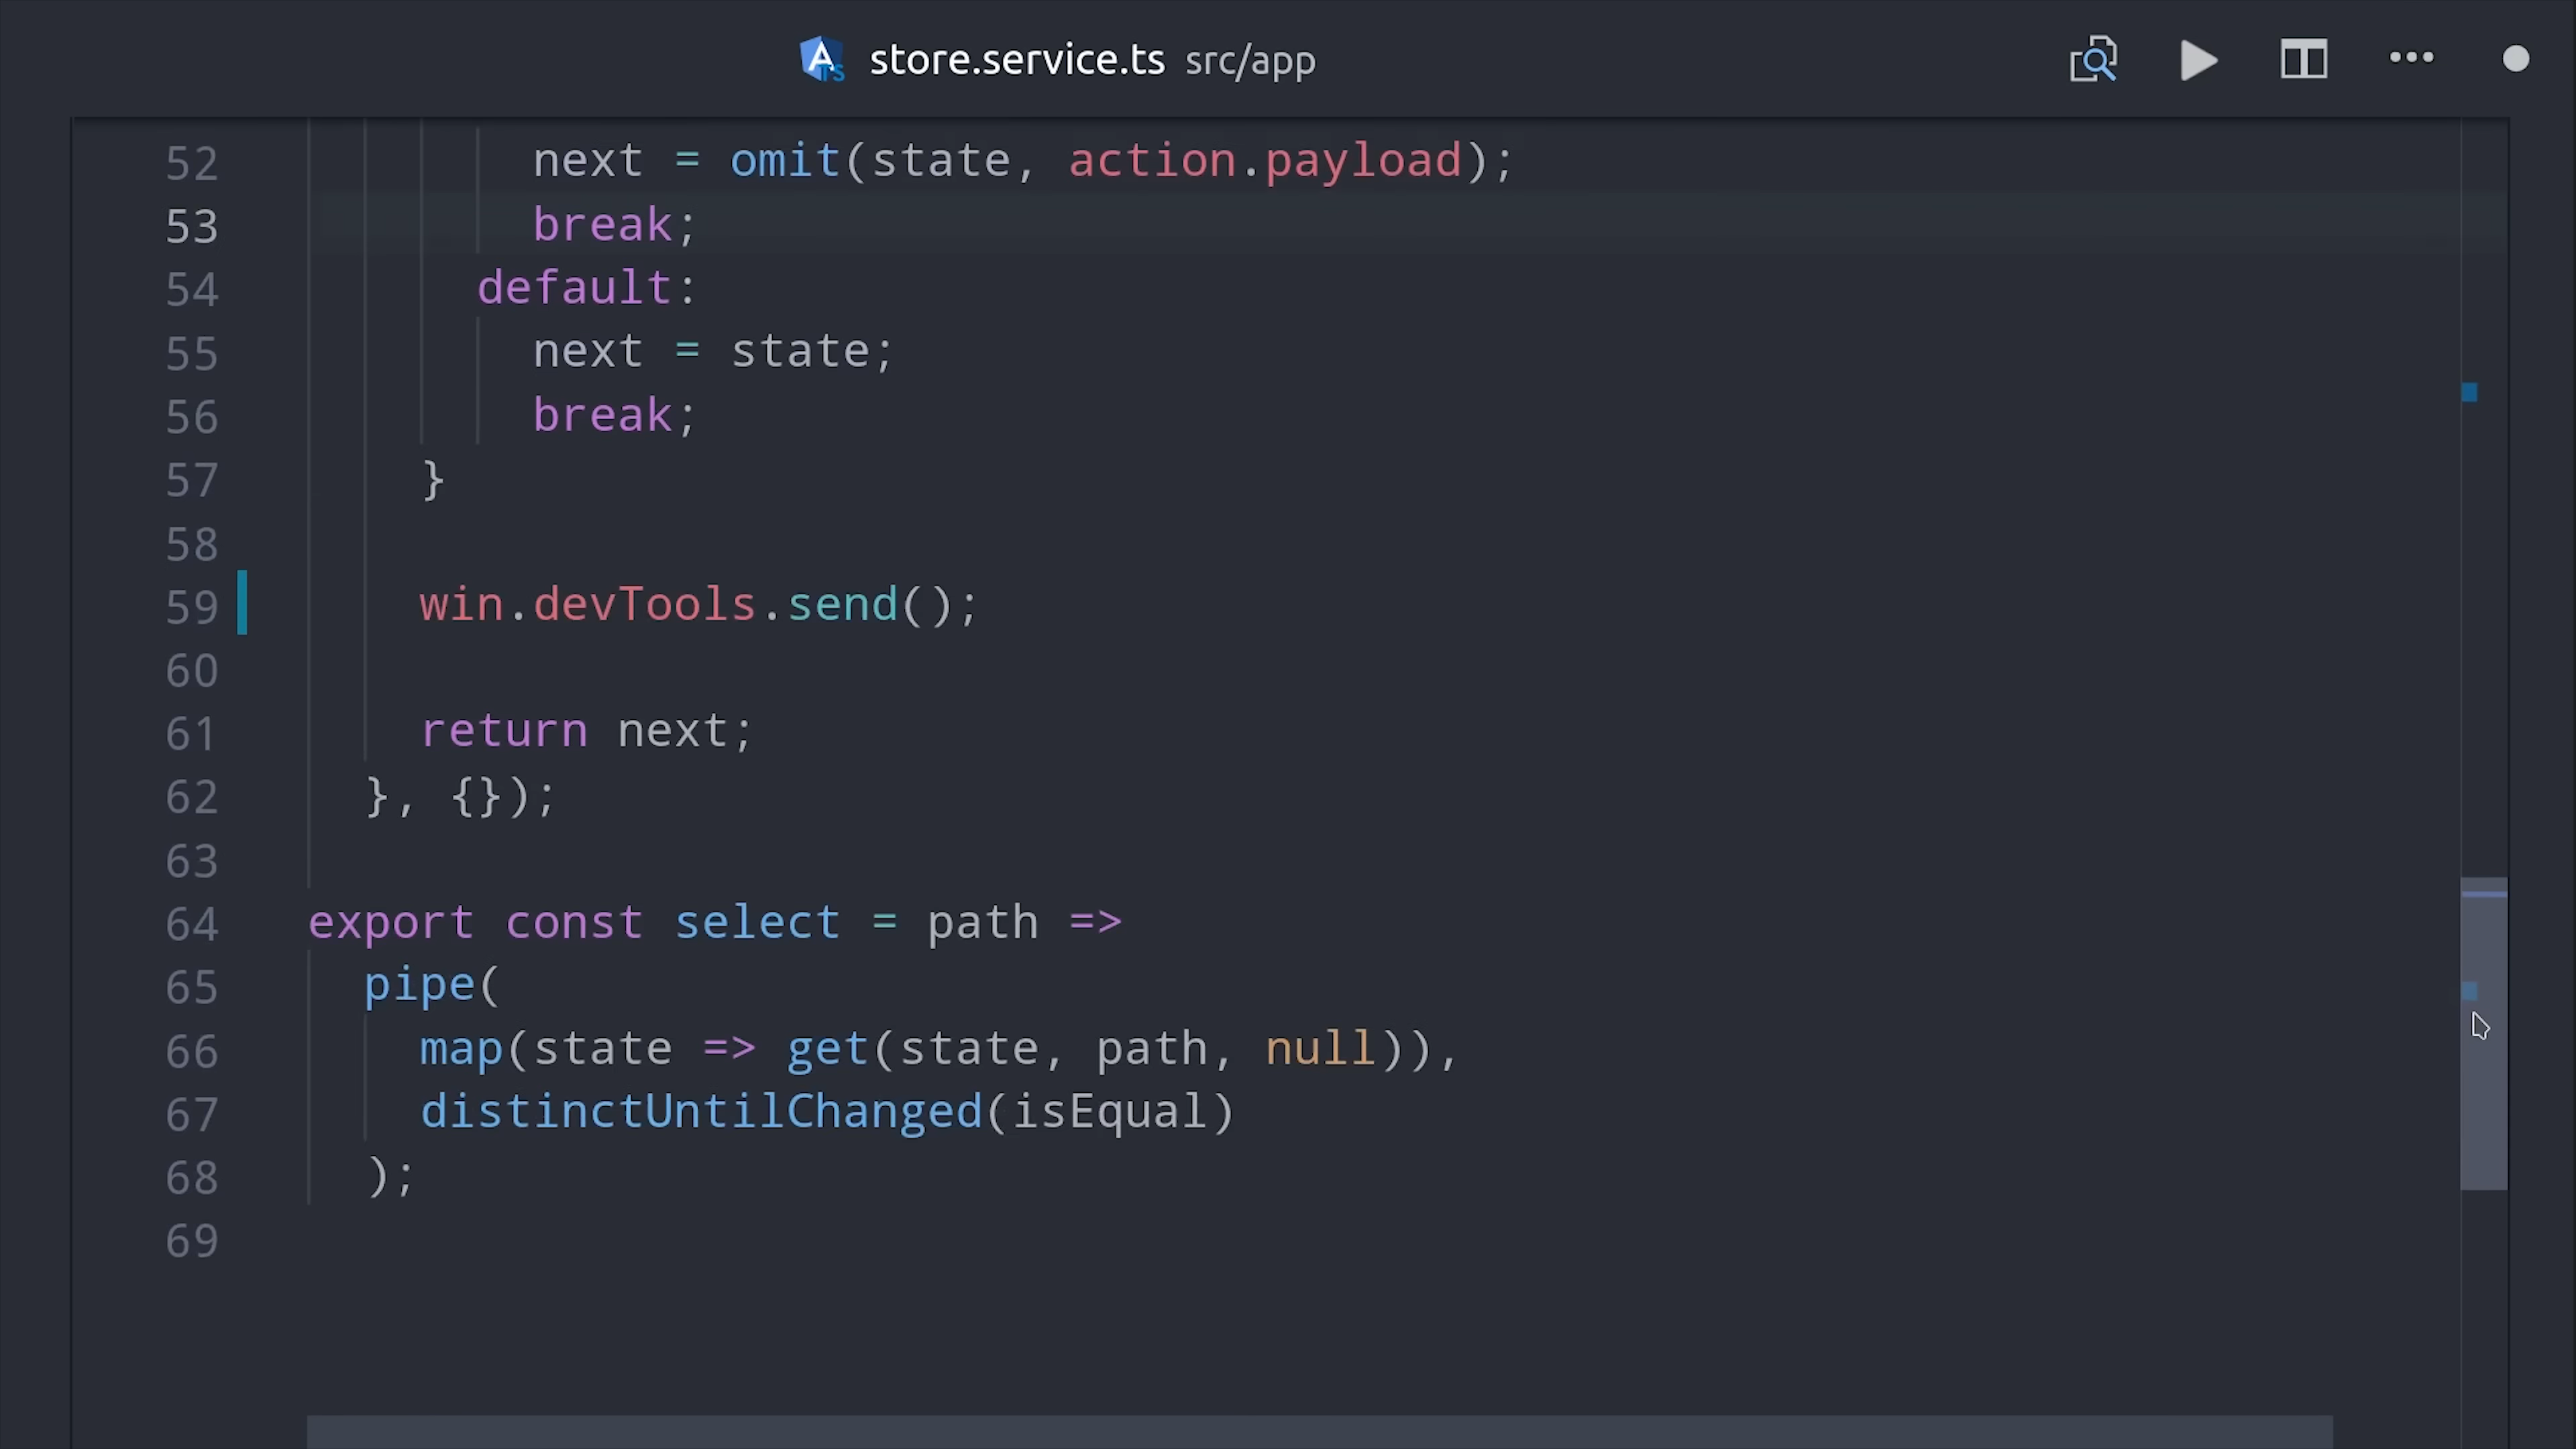 store.service.ts src/app
52 next = omit(state, action.payload);
53 break;
54 default:
55 next = state;
56 break;
57 }
58
59 win.devTools.send();
60
61 return next;
62 }, {});
63
64 export const select = path =>
65 pipe(
66 map(state => get(state, path, null)),
67 distinctUntilChanged(isEqual)
68 );
69